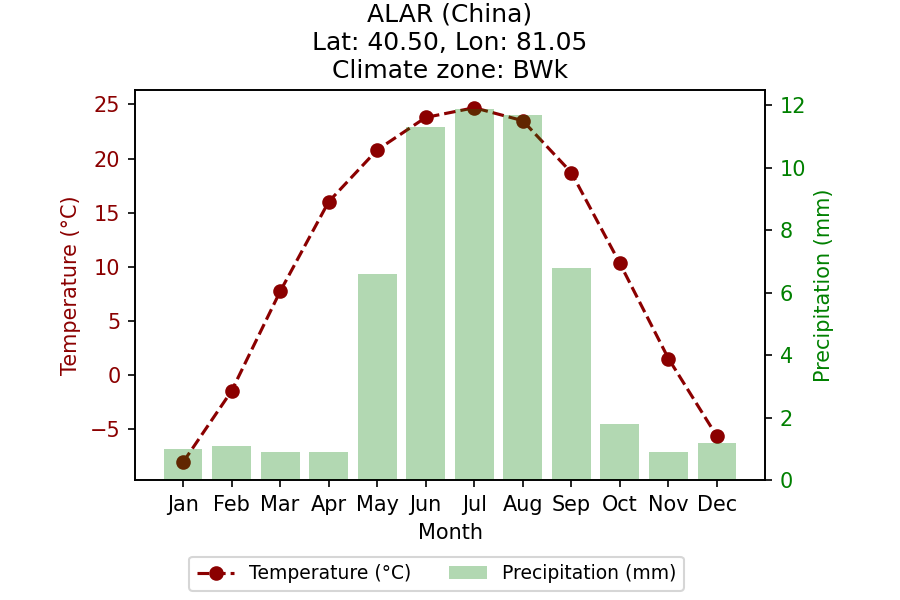 ALAR (China)
Lat: 40.50, Lon: 81.05
Climate zone: BWk
25
20
15
10
5
0
−5
Temperature (°C)
12
10
8
6
4
2
0
Precipitation (mm)
Jan Feb Mar Apr May Jun Jul Aug Sep Oct Nov Dec
Month
Temperature (°C) Precipitation (mm)